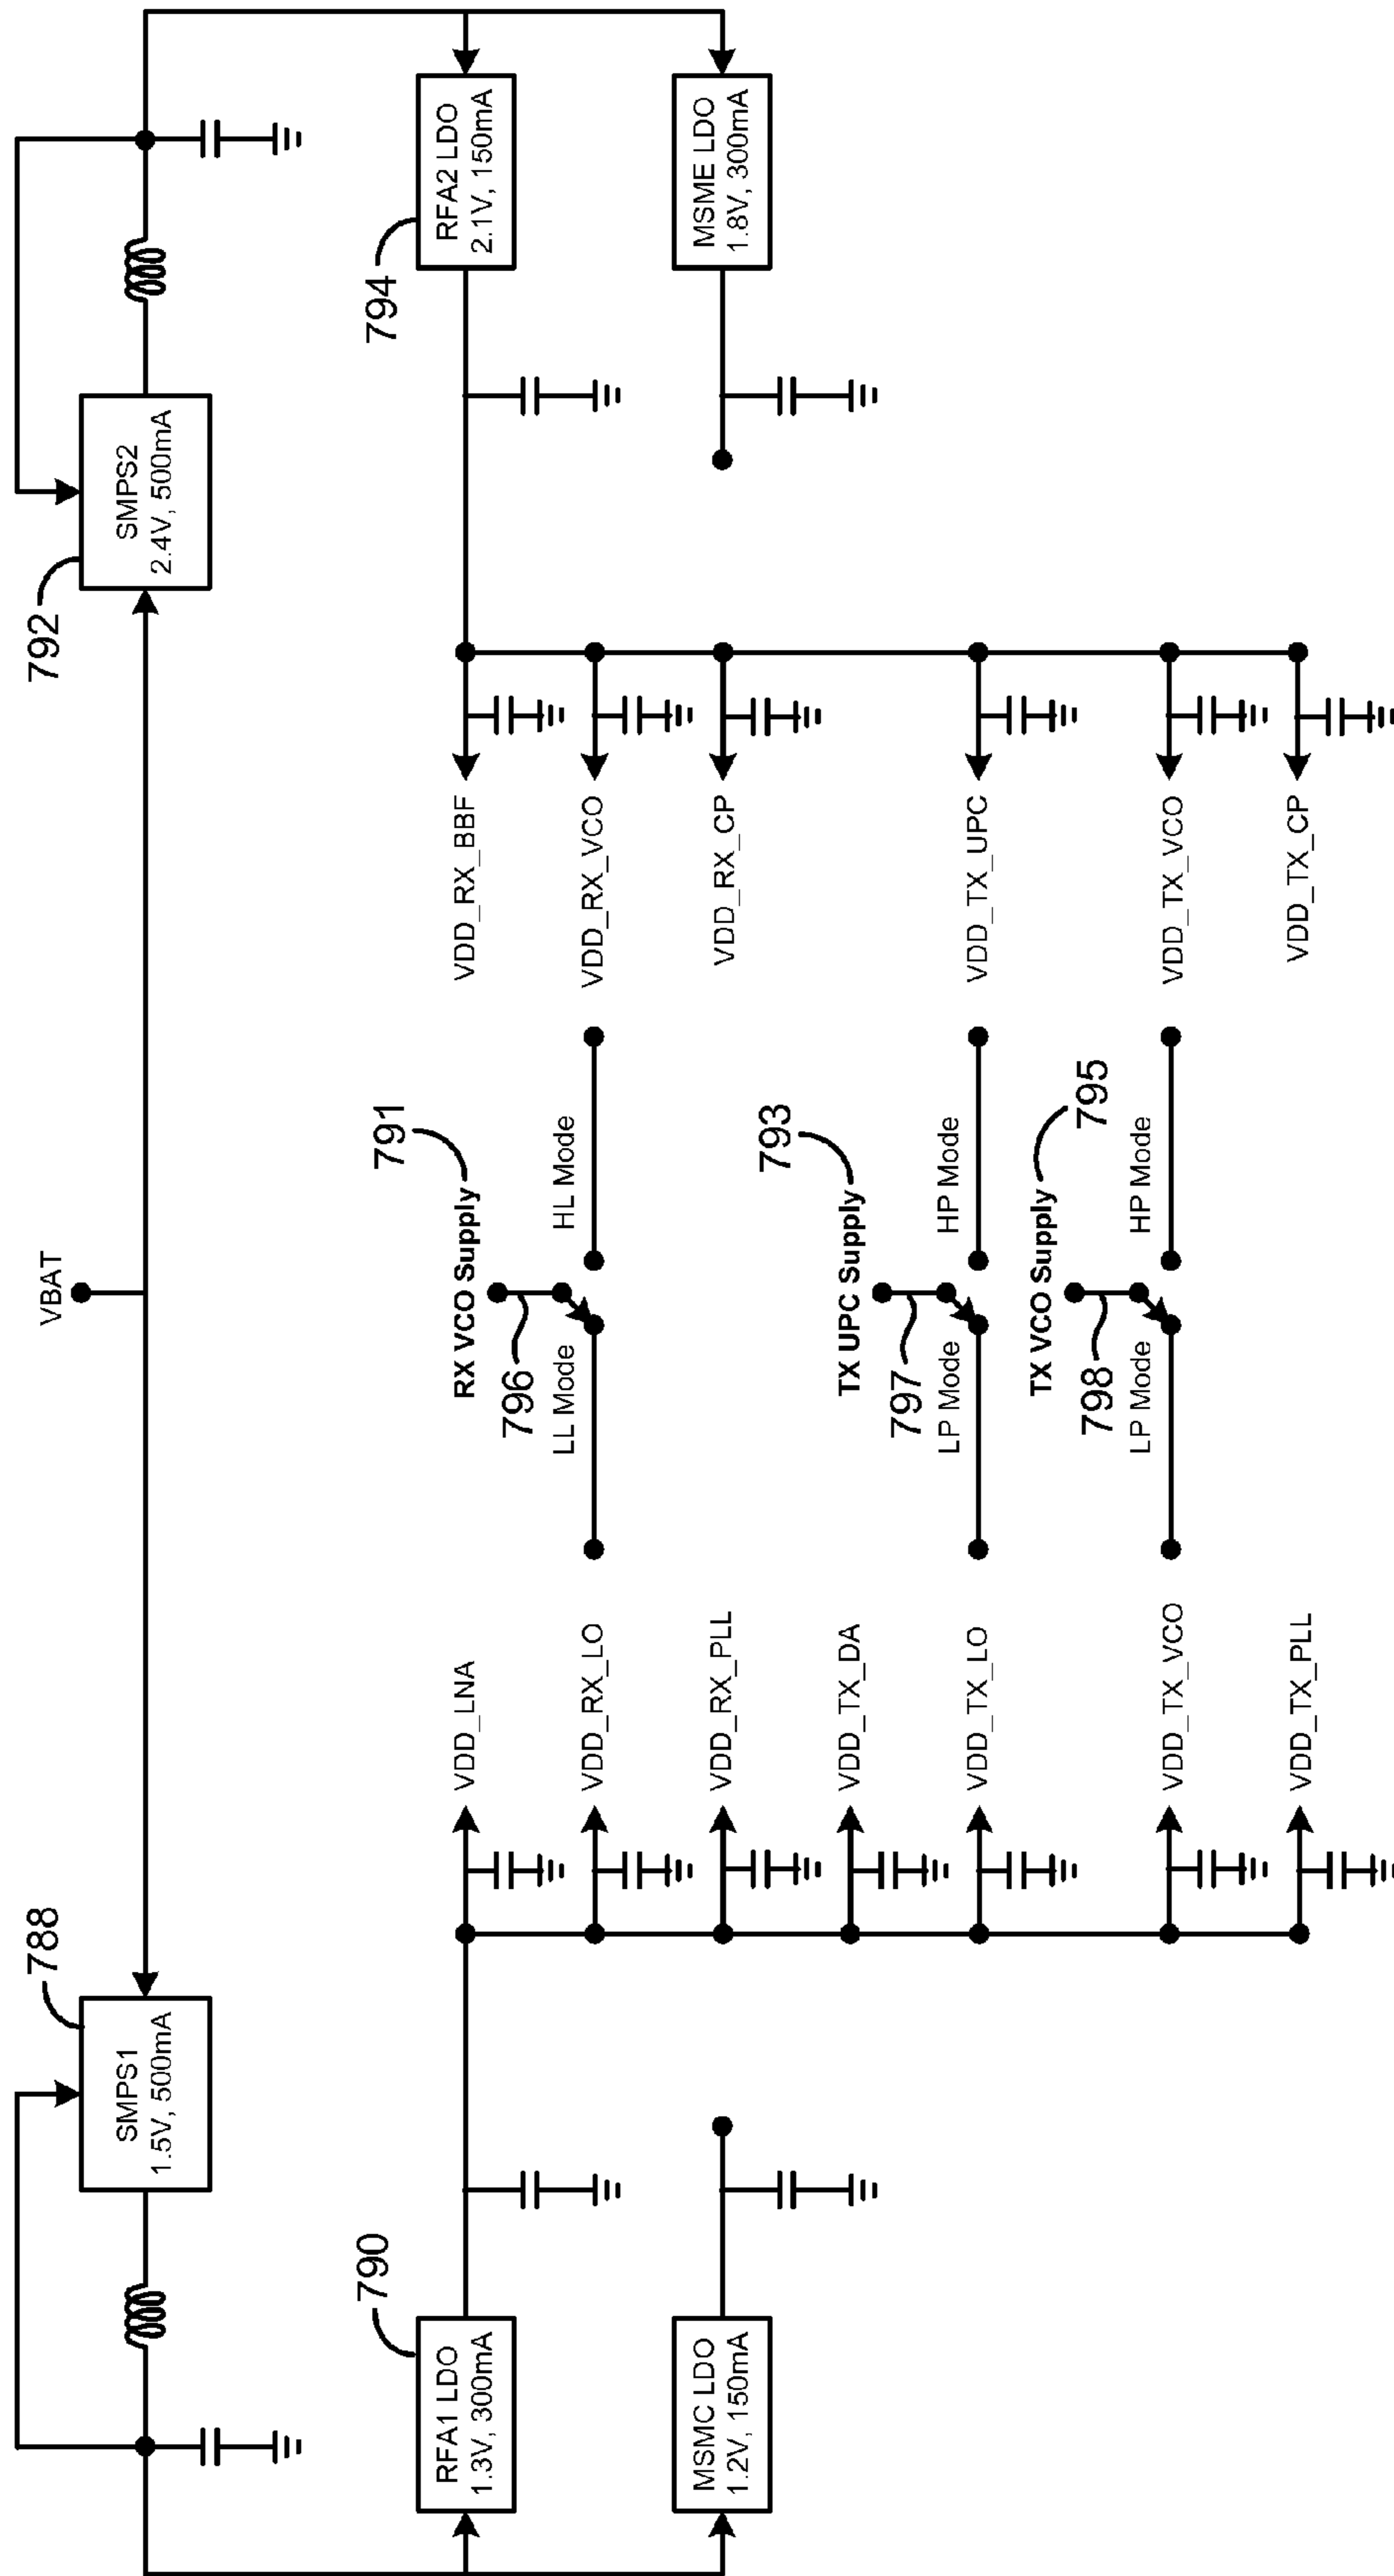 VBAT
788
SMPS1
1.5V, 500mA
792
SMPS2
2.4V, 500mA
790
RFA1 LDO
1.3V, 300mA
MSMC LDO
1.2V, 150mA
VDD_LNA
VDD_RX_LO
VDD_RX_PLL
VDD_TX_DA
VDD_TX_LO
VDD_TX_VCO
VDD_TX_PLL
791
RX VCO Supply
796
LL Mode
HL Mode
793
TX UPC Supply
797
LP Mode
HP Mode
795
TX VCO Supply
798
LP Mode
HP Mode
VDD_RX_BBF
VDD_RX_VCO
VDD_RX_CP
VDD_TX_UPC
VDD_TX_VCO
VDD_TX_CP
794
RFA2 LDO
2.1V, 150mA
MSME LDO
1.8V, 300mA